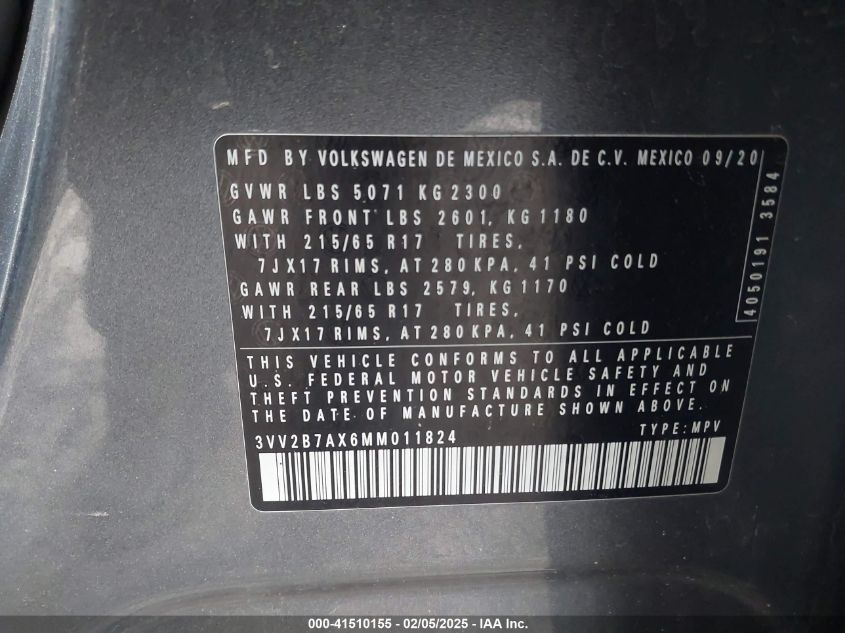 MFD BY VOLKSWAGEN DE MEXICO S.A. DE C.V. MEXICO 09/20
GVWR LBS 5071 KG 2300
GAWR FRONT LBS 2601, KG 1180
WITH 215/65 R17 TIRES,
7JX17 RIMS, AT 280 KPA, 41 PSI COLD
GAWR REAR LBS 2579, KG 1170
WITH 215/65 R17 TIRES,
7JX17 RIMS, AT 280 KPA, 41 PSI COLD
4050191 3584
THIS VEHICLE CONFORMS TO ALL APPLICABLE
U.S. FEDERAL MOTOR VEHICLE SAFETY AND
THEFT PREVENTION STANDARDS IN EFFECT ON
THE DATE OF MANUFACTURE SHOWN ABOVE.
3VV2B7AX6MM011824 TYPE: MPV
000-41510155 - 02/05/2025 - IAA Inc.